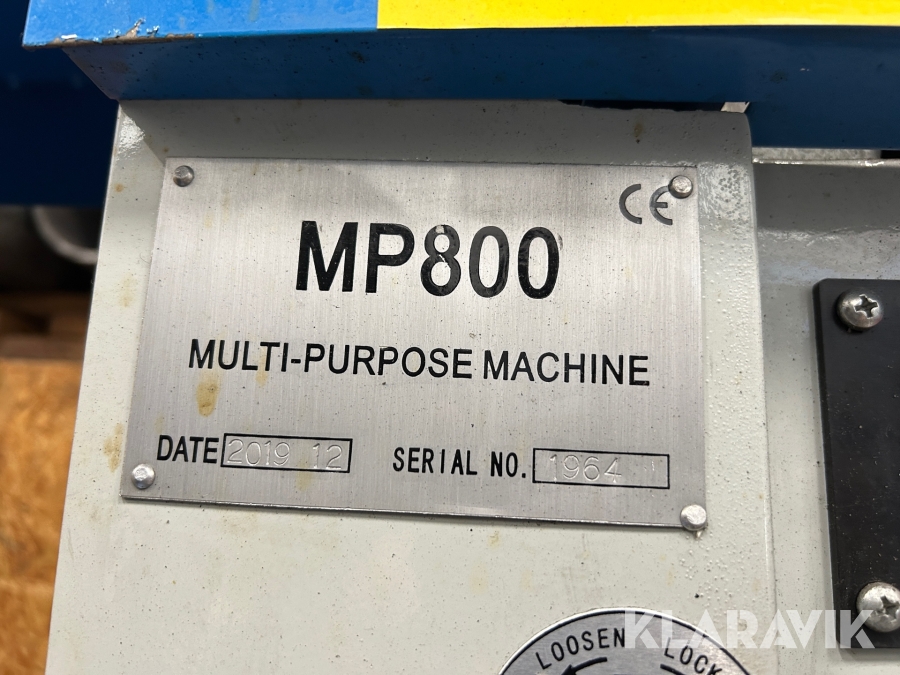 CE
MP800
MULTI-PURPOSE MACHINE
DATE 2019 12 SERIAL NO. 1964
LOOSEN LOCK
KLARAVIK